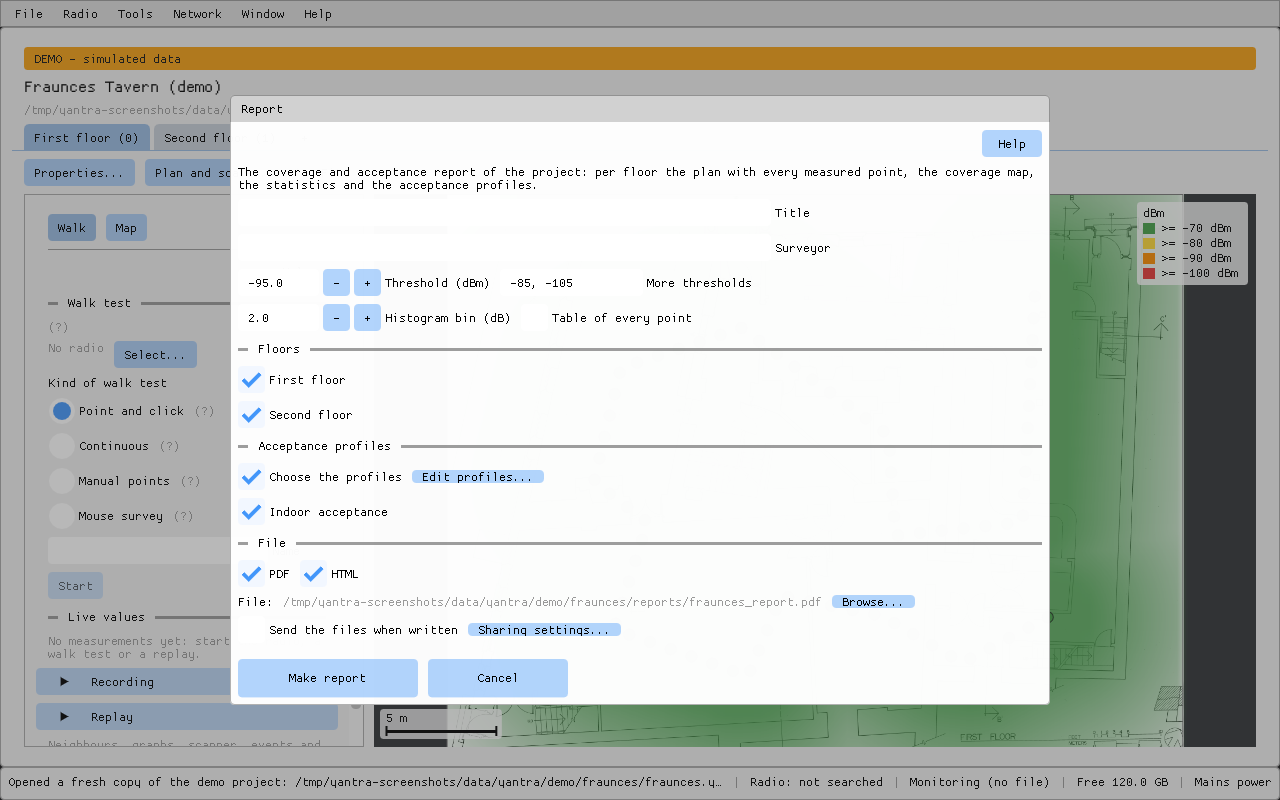 File Radio Tools Network Window Help
DEMO - simulated data
Fraunces Tavern (demo)
/tmp/yantra-screenshots/data/
First floor (0) Second
Properties... Plan and
Walk Map
Walk test
(?)
No radio Select...
Kind of walk test
Point and click (?)
Continuous (?)
Manual points (?)
Mouse survey (?)
Start
Live values
No measurements yet: start
walk test or a replay.
Recording
Replay
Neighbours, graphs, scanner, events and
Report
Help
The coverage and acceptance report of the project: per floor the plan with every measured point, the coverage map,
the statistics and the acceptance profiles.
Title
Surveyor
-95.0 - + Threshold (dBm) -85, -105 More thresholds
2.0 - + Histogram bin (dB) Table of every point
Floors
First floor
Second floor
Acceptance profiles
Choose the profiles Edit profiles...
Indoor acceptance
File
PDF HTML
File: /tmp/yantra-screenshots/data/yantra/demo/fraunces/reports/fraunces_report.pdf Browse...
Send the files when written Sharing settings...
Make report Cancel
dBm
>= -70 dBm
>= -80 dBm
>= -90 dBm
>= -100 dBm
5 m
FIRST FLOOR
Opened a fresh copy of the demo project: /tmp/yantra-screenshots/data/yantra/demo/fraunces/fraunces.y… | Radio: not searched | Monitoring (no file) | Free 120.0 GB | Mains power